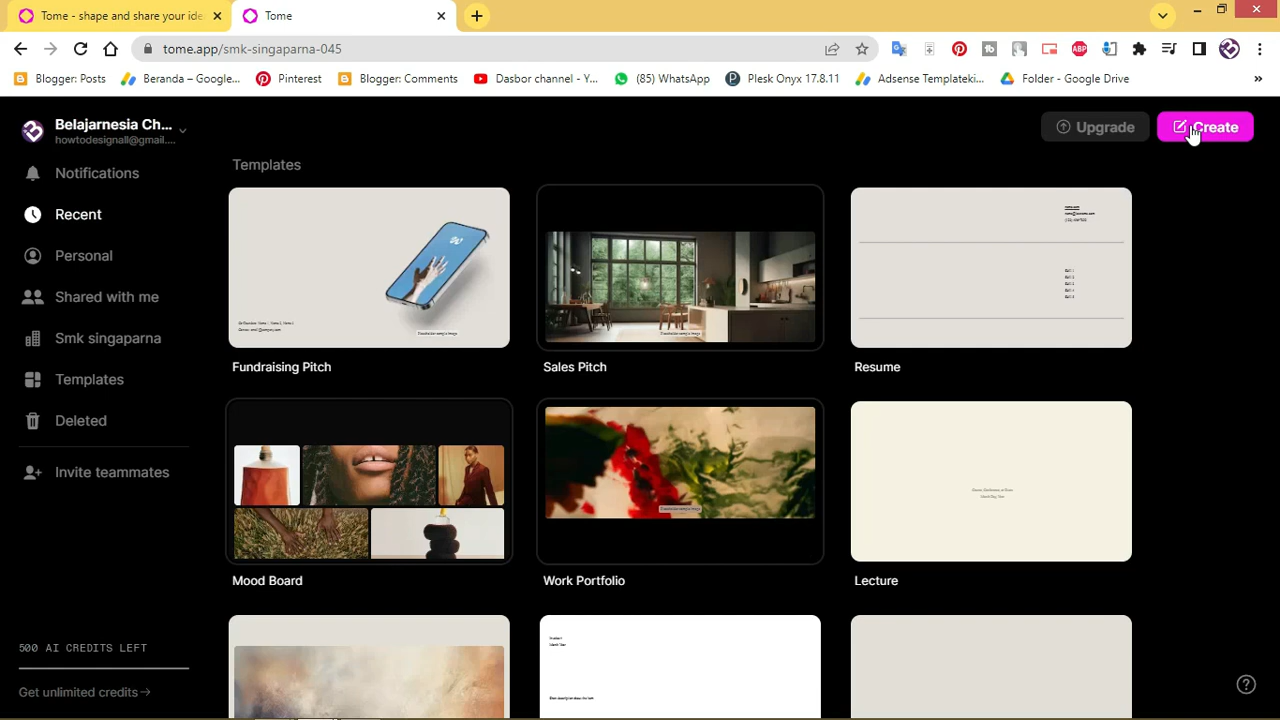 Tome - shape and share your ide
Tome
tome.app/smk-singaparna-045
Blogger: Posts
Beranda – Google...
Pinterest
Blogger: Comments
Dasbor channel - Y...
(85) WhatsApp
Plesk Onyx 17.8.11
Adsense Templateki...
Folder - Google Drive
»
Belajarnesia Ch...
howtodesignall@gmail....
Upgrade
Create
Notifications
Recent
Personal
Shared with me
Smk singaparna
Templates
Deleted
Invite teammates
500 AI CREDITS LEFT
Get unlimited credits→
Templates
Fundraising Pitch
Sales Pitch
Resume
Mood Board
Work Portfolio
Lecture